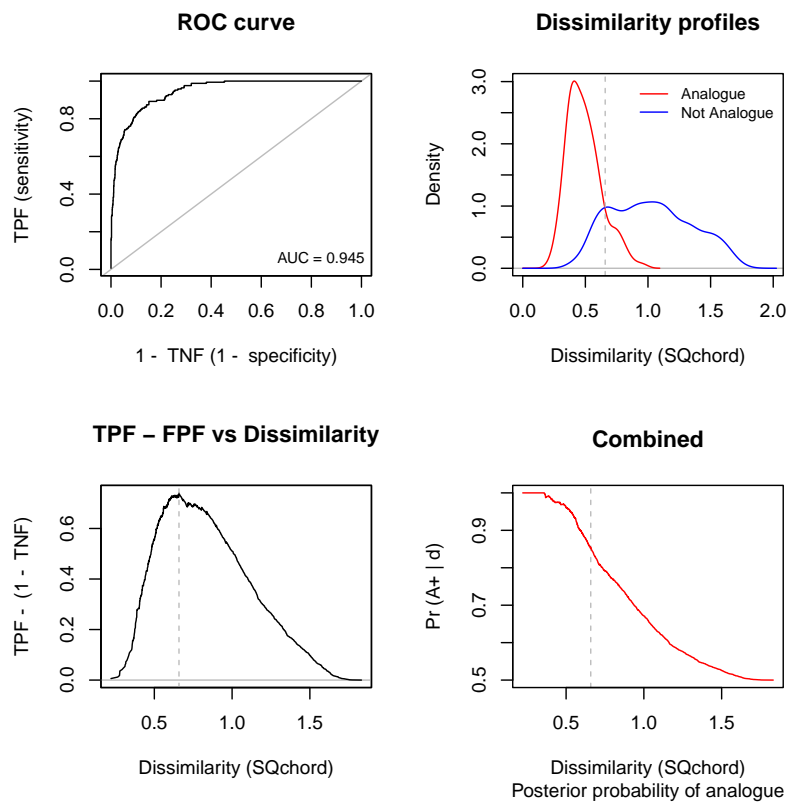 ROC curve
TPF (sensitivity)
0.0 0.4 0.8
AUC = 0.945
0.0 0.2 0.4 0.6 0.8 1.0
1 - TNF (1 - specificity)
Dissimilarity profiles
Density
0.0 1.0 2.0 3.0
Analogue
Not Analogue
0.0 0.5 1.0 1.5 2.0
Dissimilarity (SQchord)
TPF – FPF vs Dissimilarity
TPF - (1 - TNF)
0.0 0.2 0.4 0.6
0.5 1.0 1.5
Dissimilarity (SQchord)
Combined
Pr (A+ | d)
0.5 0.7 0.9
0.5 1.0 1.5
Dissimilarity (SQchord)
Posterior probability of analogue